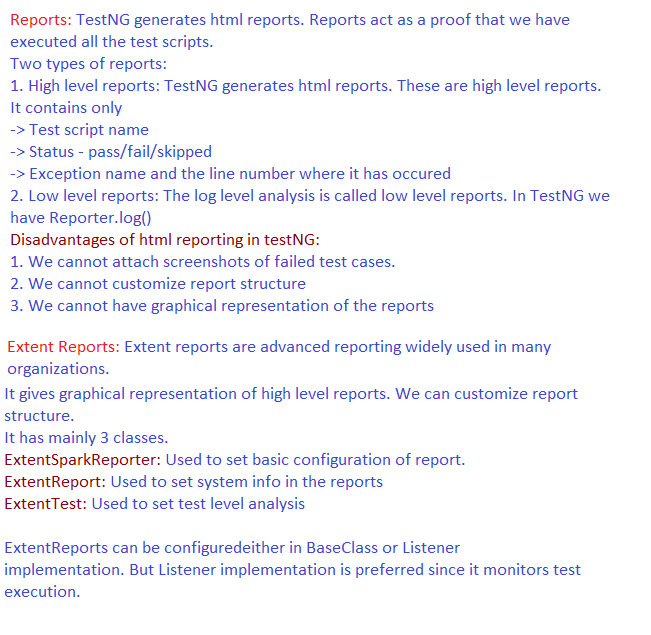 Reports: TestNG generates html reports. Reports act as a proof that we have
executed all the test scripts.
Two types of reports:
1. High level reports: TestNG generates html reports. These are high level reports.
It contains only
-> Test script name
-> Status - pass/fail/skipped
-> Exception name and the line number where it has occured
2. Low level reports: The log level analysis is called low level reports. In TestNG we
have Reporter.log()
Disadvantages of html reporting in testNG:
1. We cannot attach screenshots of failed test cases.
2. We cannot customize report structure
3. We cannot have graphical representation of the reports
Extent Reports: Extent reports are advanced reporting widely used in many
organizations.
It gives graphical representation of high level reports. We can customize report
structure.
It has mainly 3 classes.
ExtentSparkReporter: Used to set basic configuration of report.
ExtentReport: Used to set system info in the reports
ExtentTest: Used to set test level analysis
ExtentReports can be configuredeither in BaseClass or Listener
implementation. But Listener implementation is preferred since it monitors test
execution.